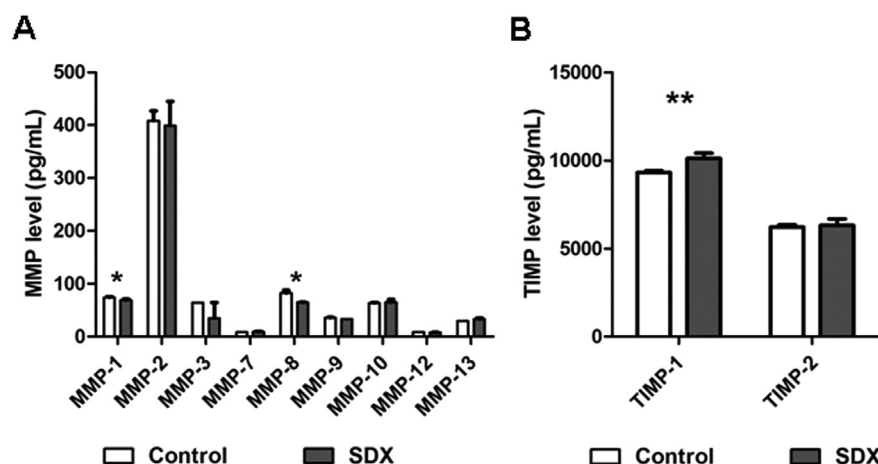 A
MMP level (pg/mL)
500
400
300
200
100
0
*
*
MMP-1
MMP-2
MMP-3
MMP-7
MMP-8
MMP-9
MMP-10
MMP-12
MMP-13
Control
SDX
B
TIMP level (pg/mL)
15000
10000
5000
0
**
TIMP-1
TIMP-2
Control
SDX